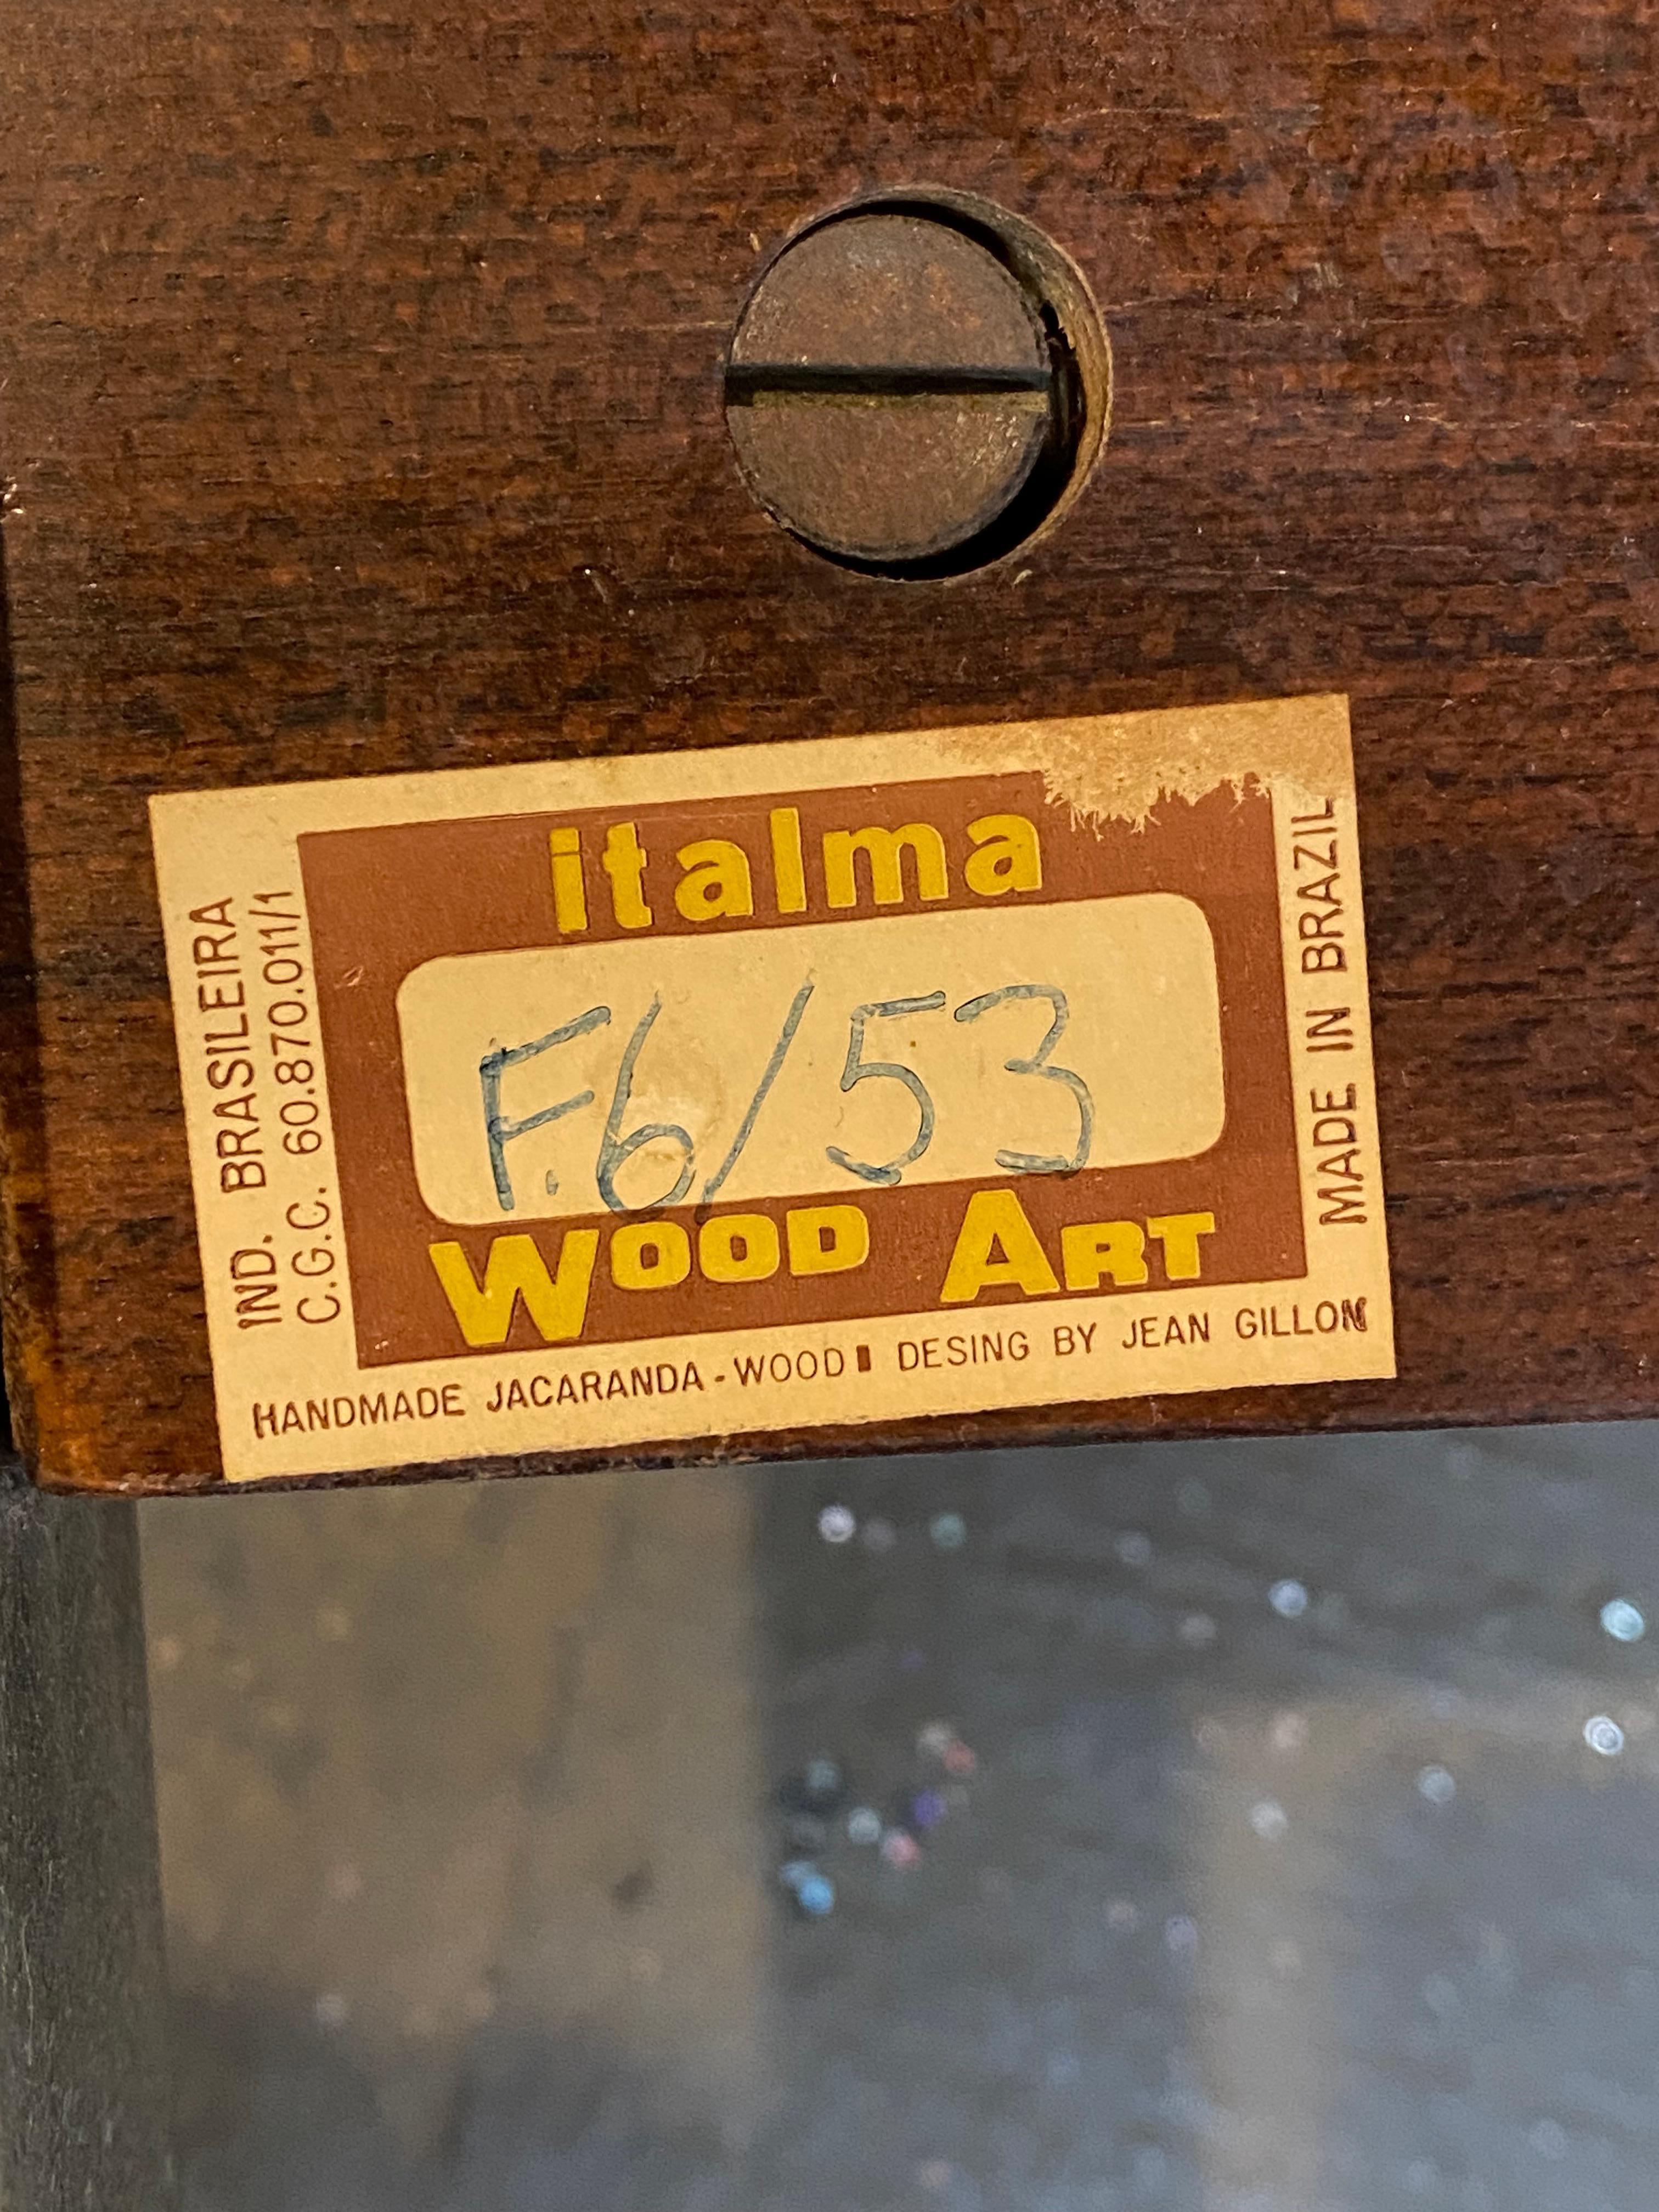 italma
F.6/53
WOOD ART
IND. BRASILEIRA
C.G.C. 60.870.011/1
MADE IN BRAZIL
HANDMADE JACARANDA-WOOD DESING BY JEAN GILLON